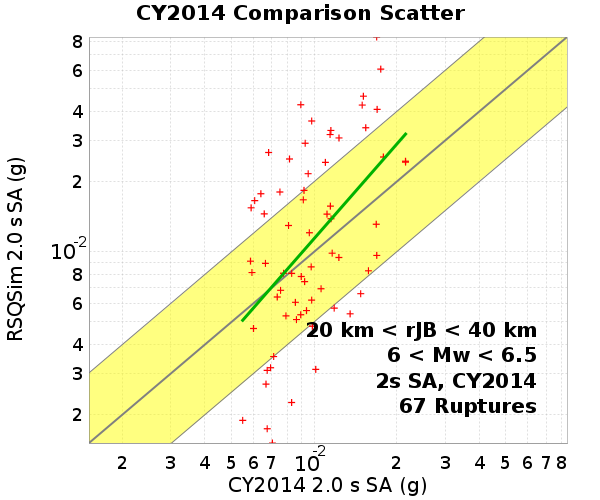 CY2014 Comparison Scatter
8
6
4
3
2
10-2
8
6
4
3
2
RSQSim 2.0 s SA (g)
20 km < rJB < 40 km
6 < Mw < 6.5
2s SA, CY2014
67 Ruptures
2 3 4 5 6 7 10-2 2 3 4 5 6 7 8
CY2014 2.0 s SA (g)